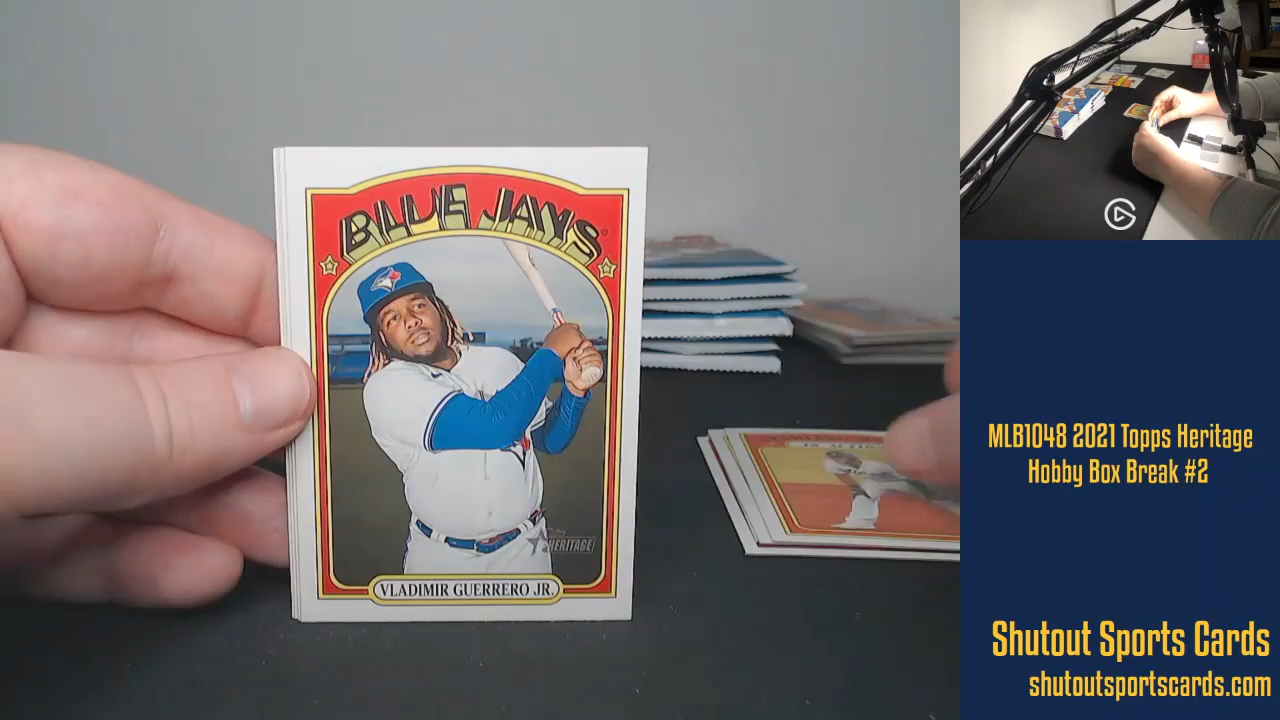 BLUE JAYS
HERITAGE
VLADIMIR GUERRERO JR.
MLB1048 2021 Topps Heritage
Hobby Box Break #2
Shutout Sports Cards
shutoutsportscards.com